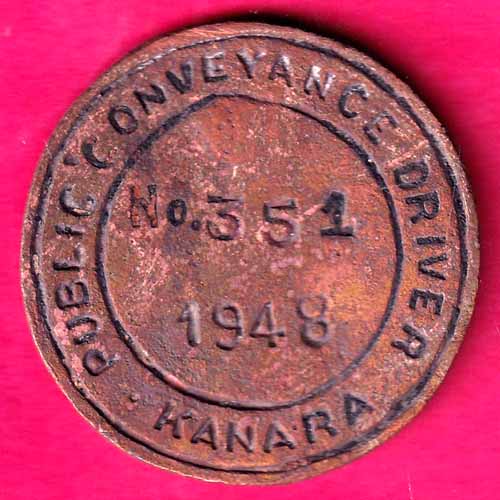 PUBLIC CONVEYANCE DRIVER
No. 351
1948
KANARA